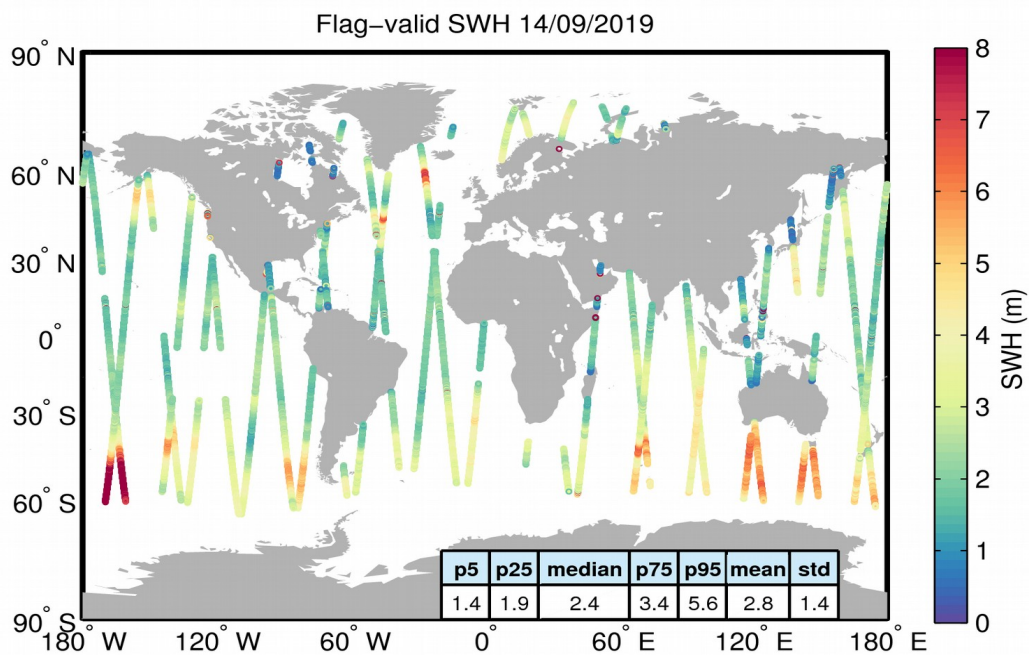 Flag−valid SWH 14/09/2019
90° N
60° N
30° N
0°
30° S
60° S
90° S
180° W
120° W
60° W
0°
60° E
120° E
180° E
p5 p25 median p75 p95 mean std
1.4 1.9 2.4 3.4 5.6 2.8 1.4
8
7
6
5
4
3
2
1
0
SWH (m)